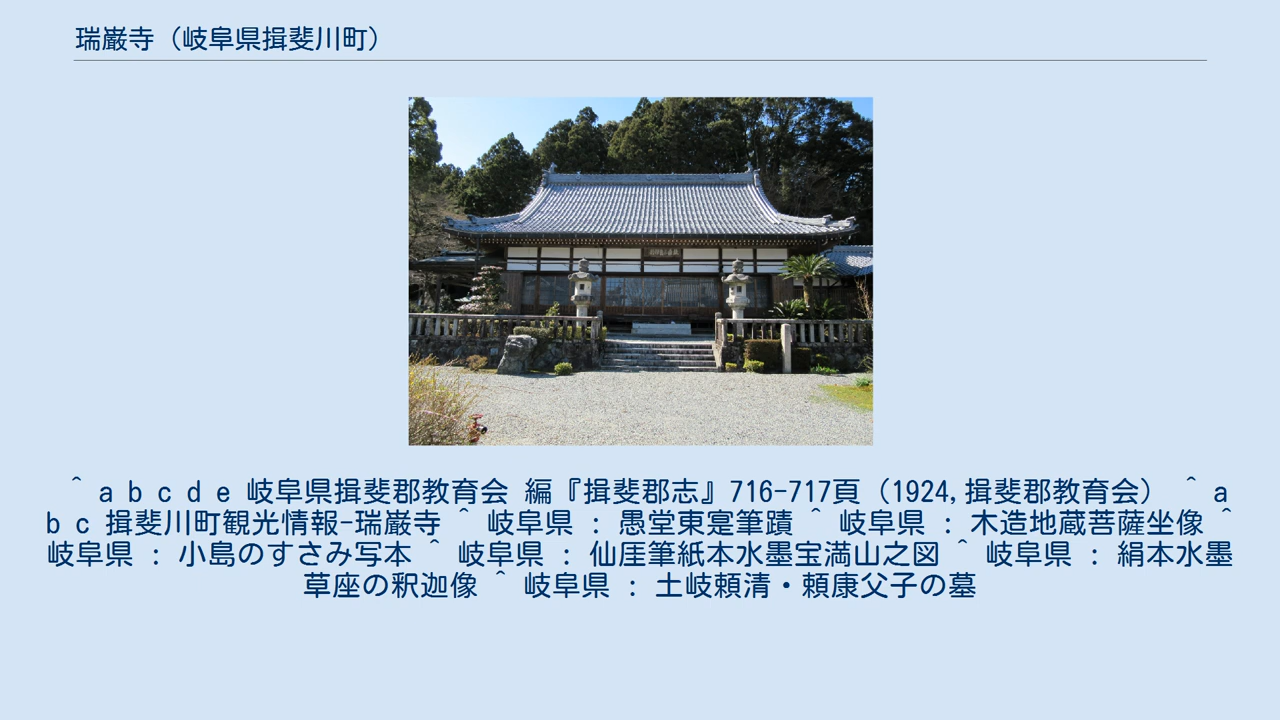 瑞巌寺（岐阜県揖斐川町）
^ a b c d e 岐阜県揖斐郡教育会 編『揖斐郡志』716-717頁（1924,揖斐郡教育会） ^ a
b c 揖斐川町観光情報-瑞巌寺 ^ 岐阜県 : 愚堂東寔筆蹟 ^ 岐阜県 : 木造地蔵菩薩坐像 ^
岐阜県 : 小島のすさみ写本 ^ 岐阜県 : 仙厓筆紙本水墨宝満山之図 ^ 岐阜県 : 絹本水墨
草座の釈迦像 ^ 岐阜県 : 土岐頼清・頼康父子の墓